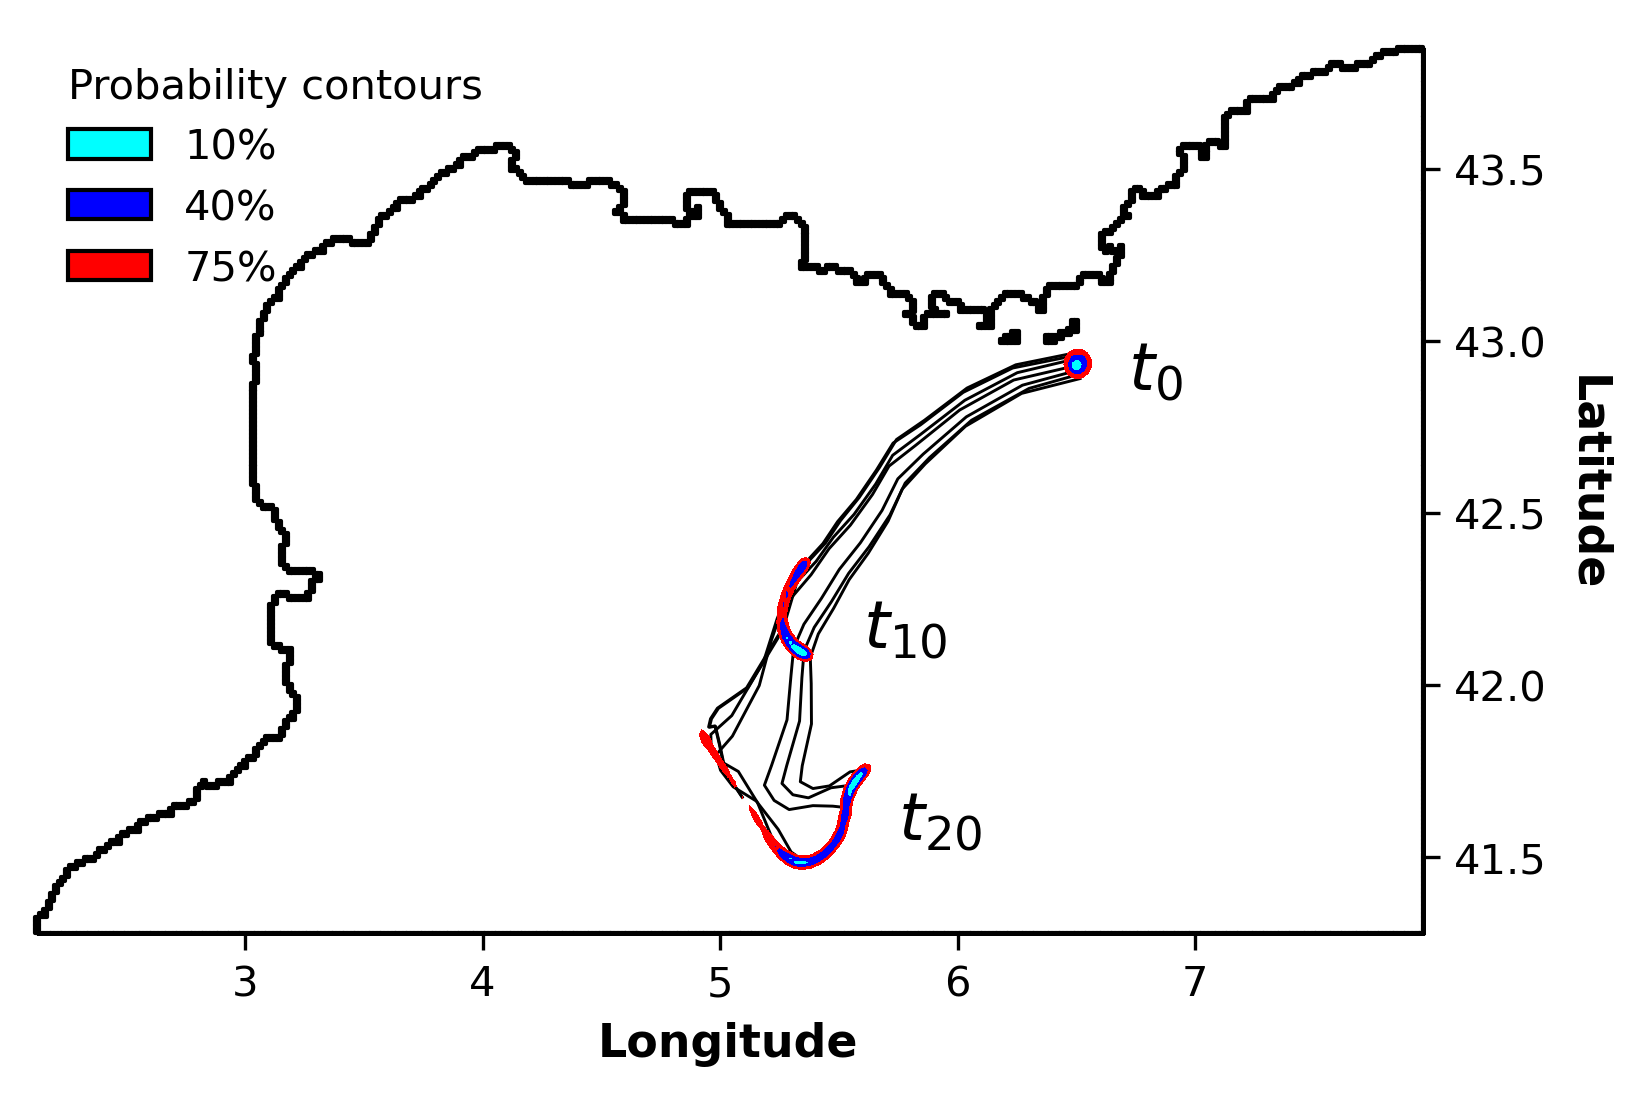 Probability contours
10%
40%
75%
t₀
t₁₀
t₂₀
43.5
43.0
42.5
42.0
41.5
Latitude
3 4 5 6 7
Longitude